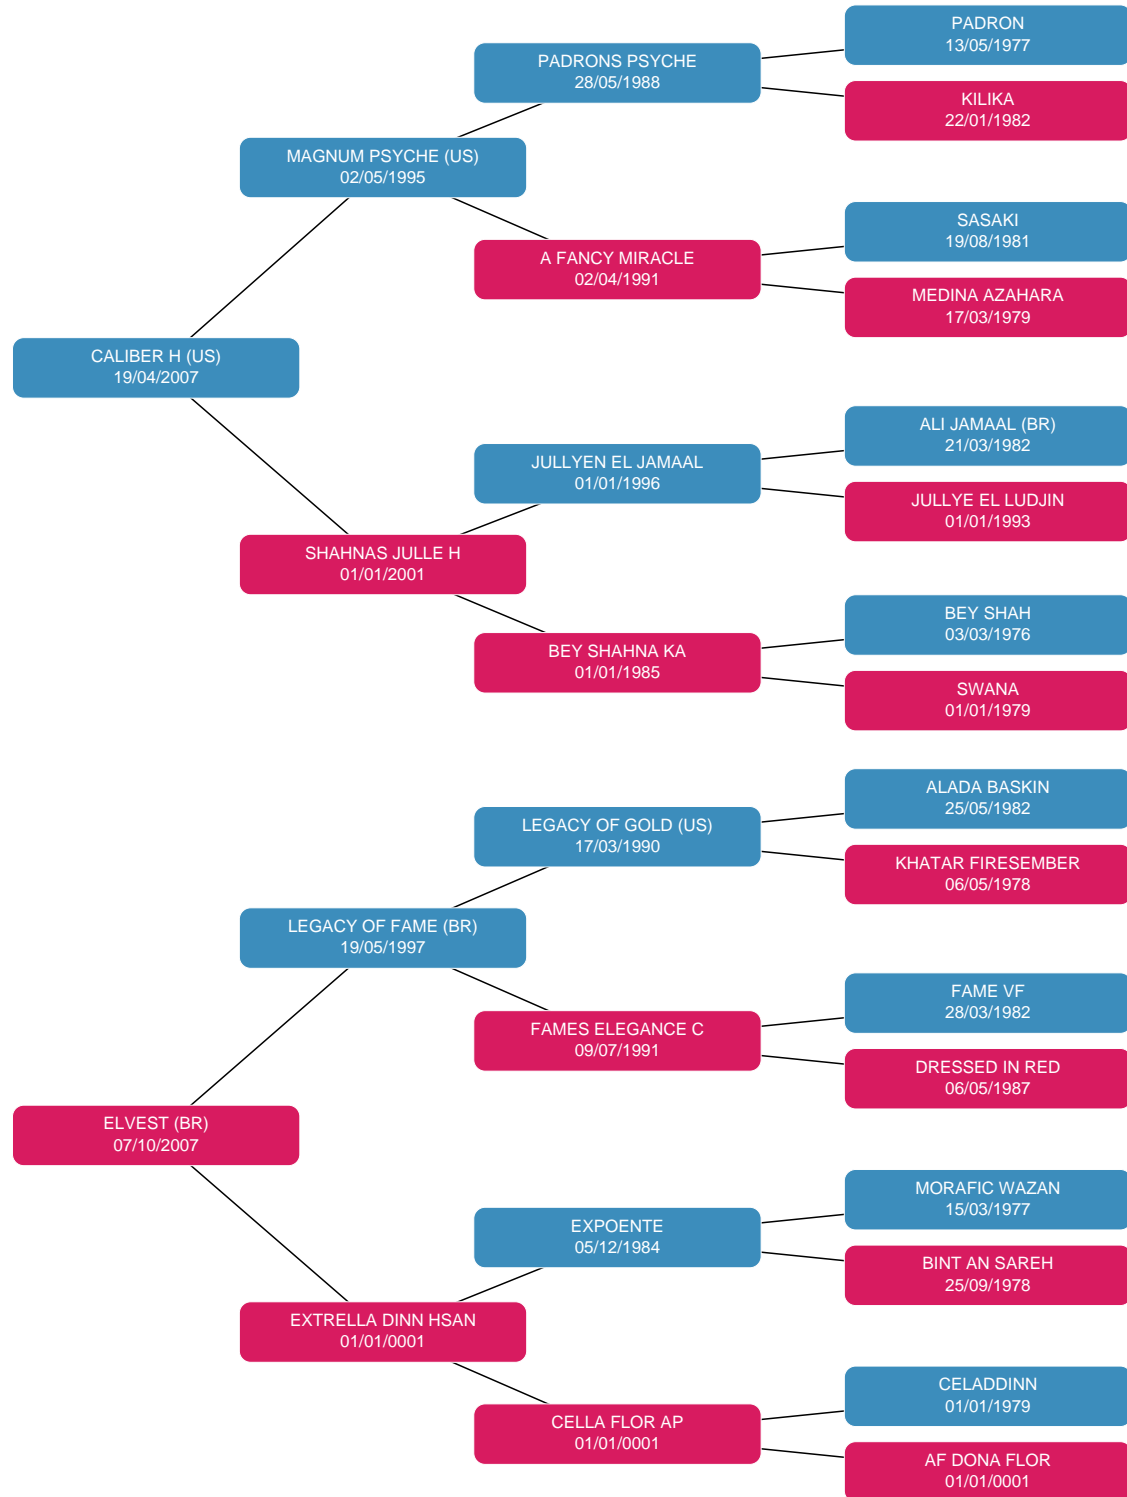 PADRON
13/05/1977
PADRONS PSYCHE
28/05/1988
KILIKA
22/01/1982
MAGNUM PSYCHE (US)
02/05/1995
SASAKI
19/08/1981
A FANCY MIRACLE
02/04/1991
MEDINA AZAHARA
17/03/1979
CALIBER H (US)
19/04/2007
ALI JAMAAL (BR)
21/03/1982
JULLYEN EL JAMAAL
01/01/1996
JULLYE EL LUDJIN
01/01/1993
SHAHNAS JULLE H
01/01/2001
BEY SHAH
03/03/1976
BEY SHAHNA KA
01/01/1985
SWANA
01/01/1979
ALADA BASKIN
25/05/1982
LEGACY OF GOLD (US)
17/03/1990
KHATAR FIRESEMBER
06/05/1978
LEGACY OF FAME (BR)
19/05/1997
FAME VF
28/03/1982
FAMES ELEGANCE C
09/07/1991
DRESSED IN RED
06/05/1987
ELVEST (BR)
07/10/2007
MORAFIC WAZAN
15/03/1977
EXPOENTE
05/12/1984
BINT AN SAREH
25/09/1978
EXTRELLA DINN HSAN
01/01/0001
CELADDINN
01/01/1979
CELLA FLOR AP
01/01/0001
AF DONA FLOR
01/01/0001